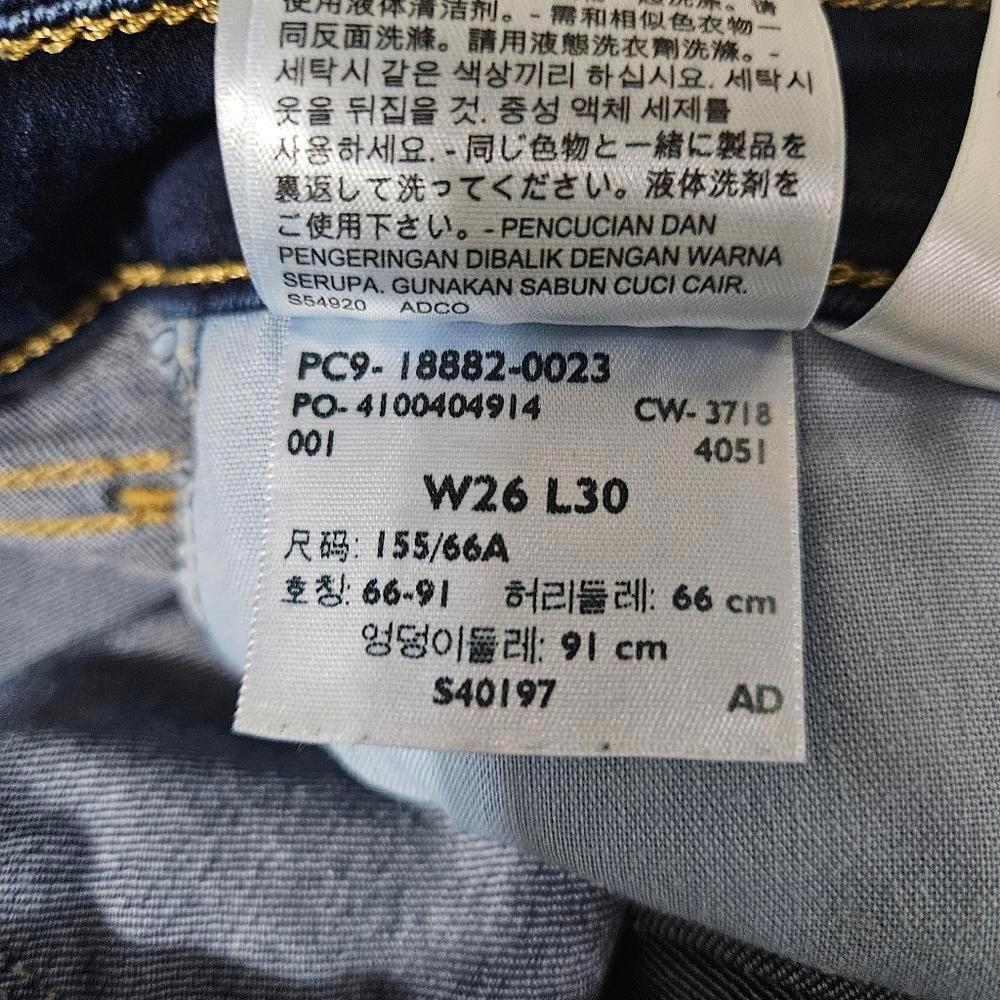 使用液体清洁剂。- 需和相似色衣物一
同反面洗滌。請用液態洗衣劑洗滌。-
세탁시 같은 색상끼리 하십시요. 세탁시
옷을 뒤집을 것. 중성 액체 세제를
사용하세요. - 同じ色物と一緒に製品を
裏返して洗ってください。液体洗剤を
ご使用下さい。- PENCUCIAN DAN
PENGERINGAN DIBALIK DENGAN WARNA
SERUPA. GUNAKAN SABUN CUCI CAIR.
S54920 ADCO
PC9- 18882-0023
PO- 4100404914 CW- 3718
001 4051
W26 L30
尺码: 155/66A
호칭: 66-91 허리둘레: 66 cm
엉덩이둘레: 91 cm
S40197 AD